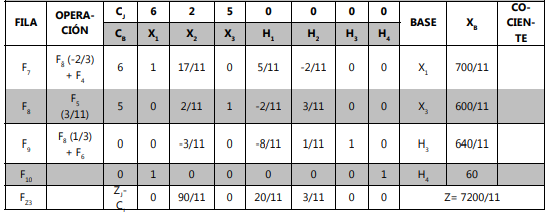 FILA OPERA-CIÓN C_J 6 2 5 0 0 0 0 BASE X_B CO-CIEN-TE
C_B X_1 X_2 X_3 H_1 H_2 H_3 H_4
F_7 F_8 (-2/3) + F_4 6 1 17/11 0 5/11 -2/11 0 0 X_1 700/11
F_8 F_5 (3/11) 5 0 2/11 1 -2/11 3/11 0 0 X_3 600/11
F_9 F_8 (1/3) + F_6 0 0 -3/11 0 -8/11 1/11 1 0 H_3 640/11
F_10 0 1 0 0 0 0 0 1 H_4 60
F_23 Z_J-C_J 0 90/11 0 20/11 3/11 0 0 Z= 7200/11